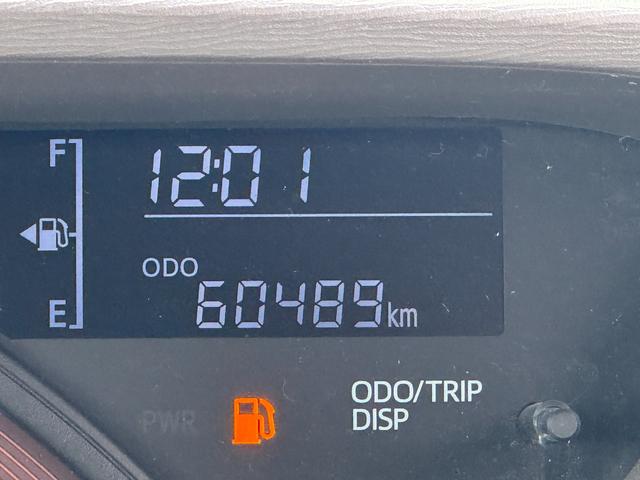 F
12:01
ODO
E
60489km
PWR
ODO/TRIP
DISP